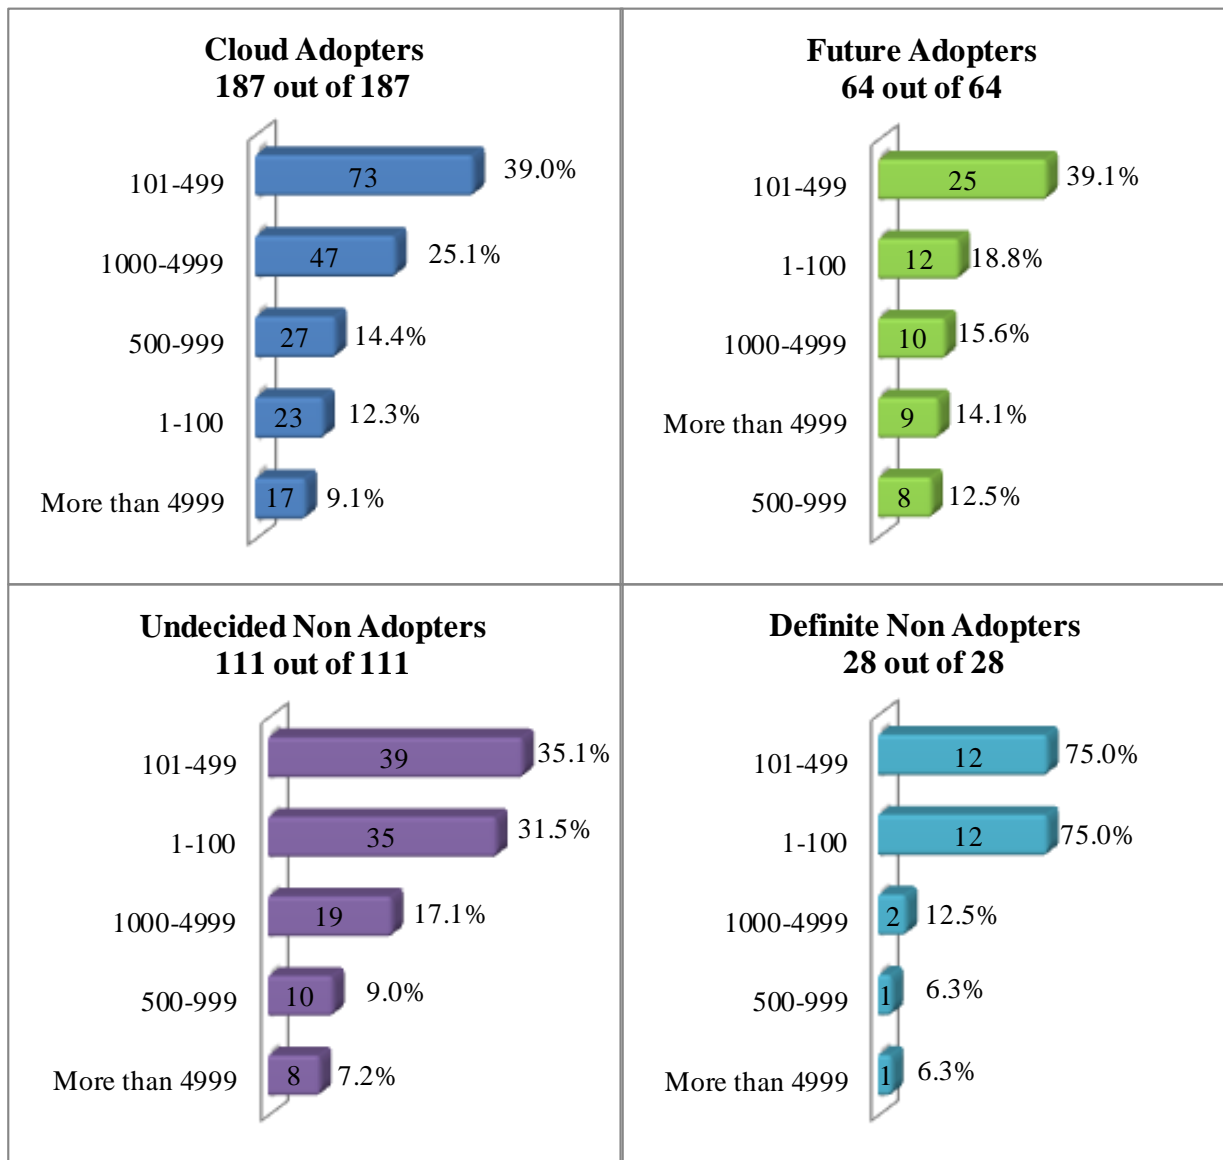 Cloud Adopters
187 out of 187
101-499 73 39.0%
1000-4999 47 25.1%
500-999 27 14.4%
1-100 23 12.3%
More than 4999 17 9.1%
Future Adopters
64 out of 64
101-499 25 39.1%
1-100 12 18.8%
1000-4999 10 15.6%
More than 4999 9 14.1%
500-999 8 12.5%
Undecided Non Adopters
111 out of 111
101-499 39 35.1%
1-100 35 31.5%
1000-4999 19 17.1%
500-999 10 9.0%
More than 4999 8 7.2%
Definite Non Adopters
28 out of 28
101-499 12 75.0%
1-100 12 75.0%
1000-4999 2 12.5%
500-999 1 6.3%
More than 4999 1 6.3%